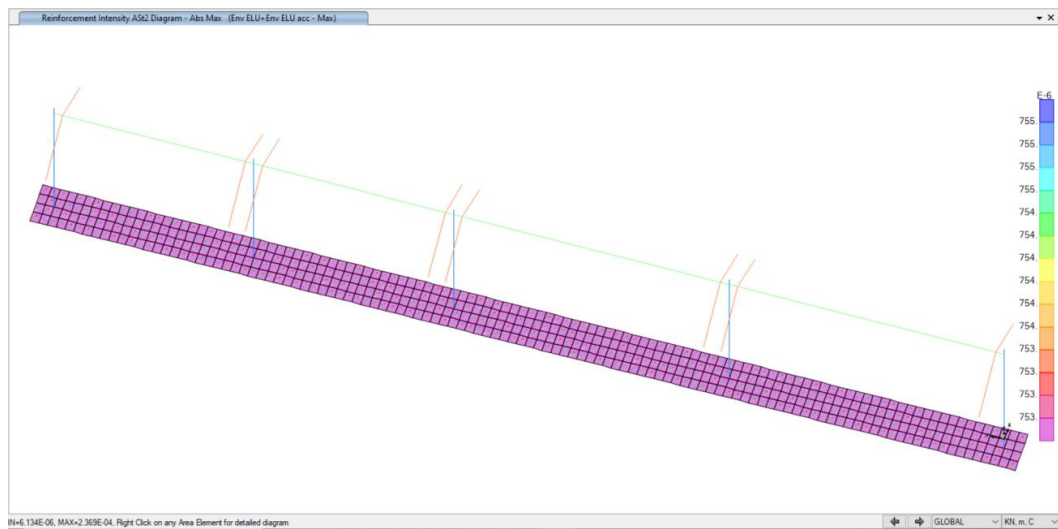 Reinforcement Intensity ASt2 Diagram - Abs Max (Env ELU+Env ELU acc - Max)
E-6
755.
755.
755.
755.
754.
754.
754.
754.
754.
754.
753.
753.
753.
753.
x
IN=6.134E-06, MAX=2.369E-04, Right Click on any Area Element for detailed diagram
GLOBAL
KN, m, C